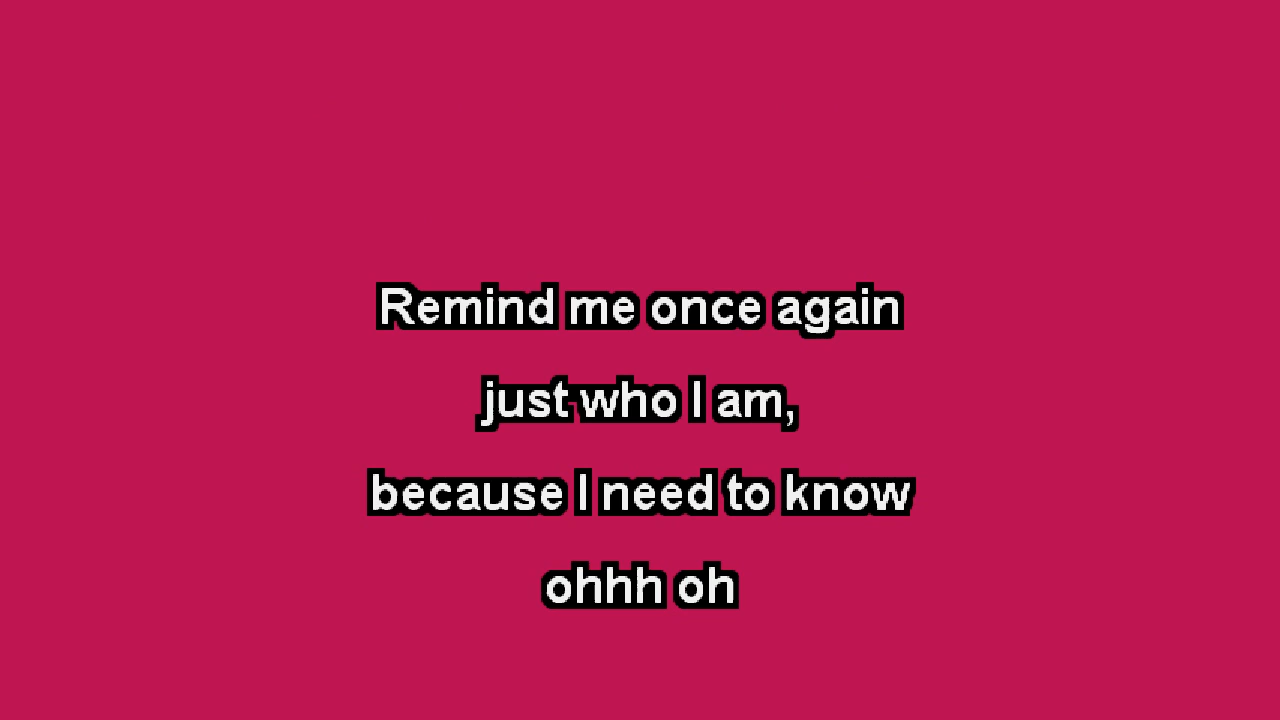 Remind me once again
just who I am,
because I need to know
ohhh oh